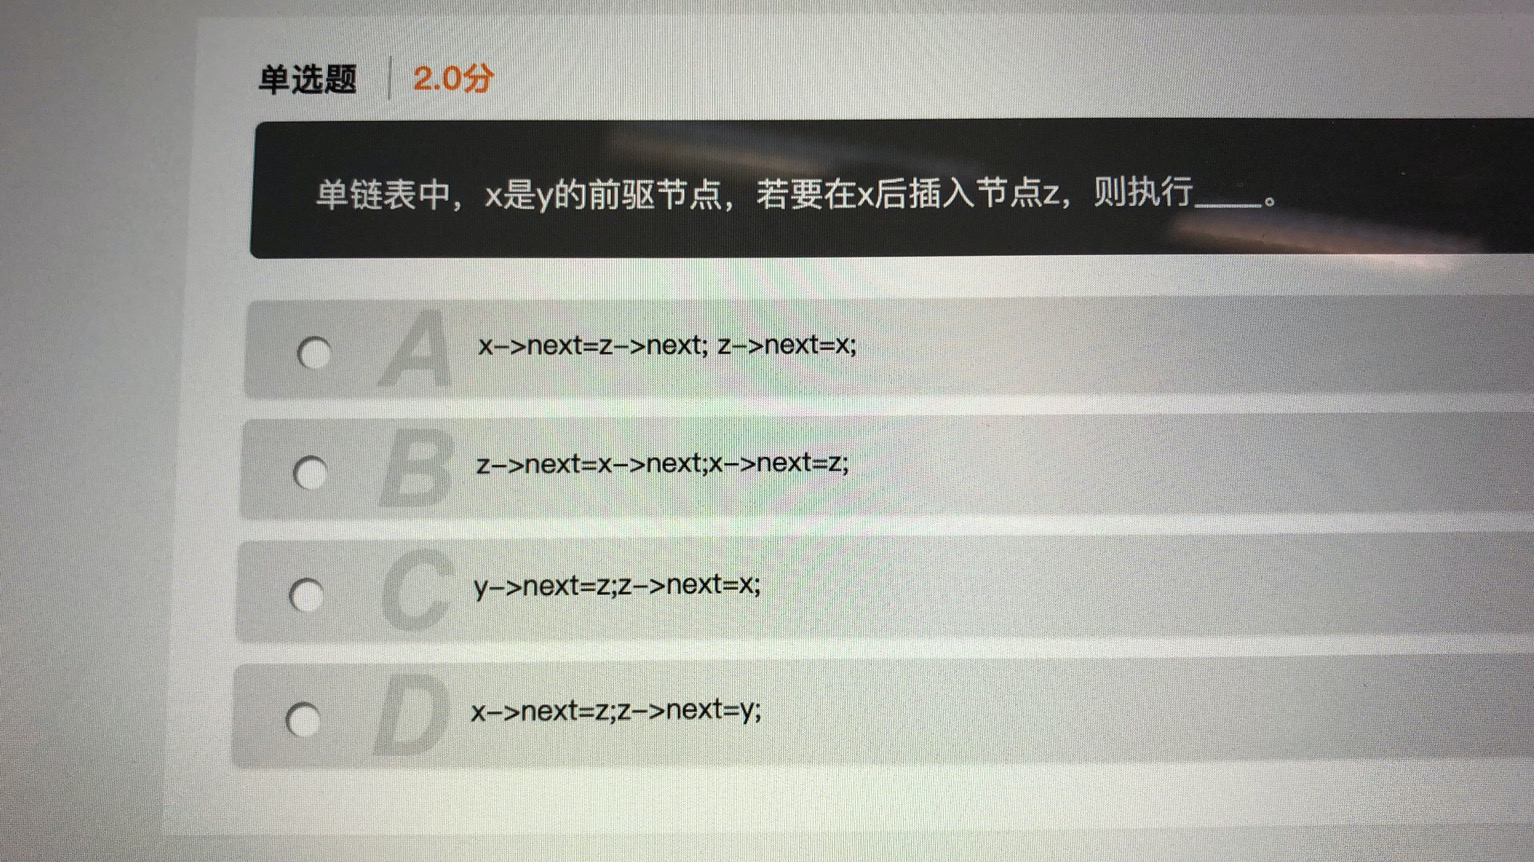 单选题 2.0分
单链表中，x是y的前驱节点，若要在x后插入节点z，则执行____。
A x->next=z->next; z->next=x;
B z->next=x->next;x->next=z;
C y->next=z;z->next=x;
D x->next=z;z->next=y;